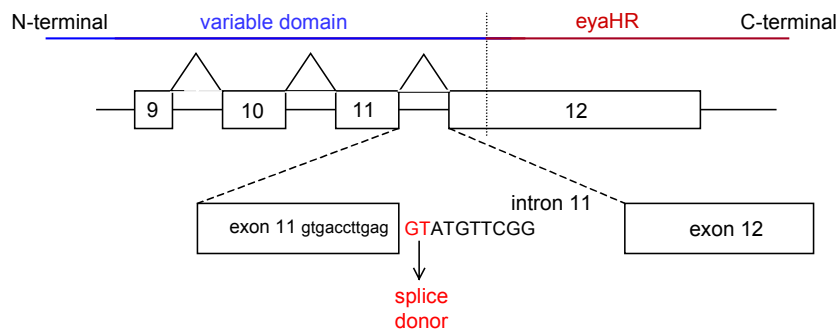 N-terminal variable domain eyaHR C-terminal
9 10 11 12
intron 11
exon 11 gtgaccttgag GTATGTTCGG exon 12
splice
donor